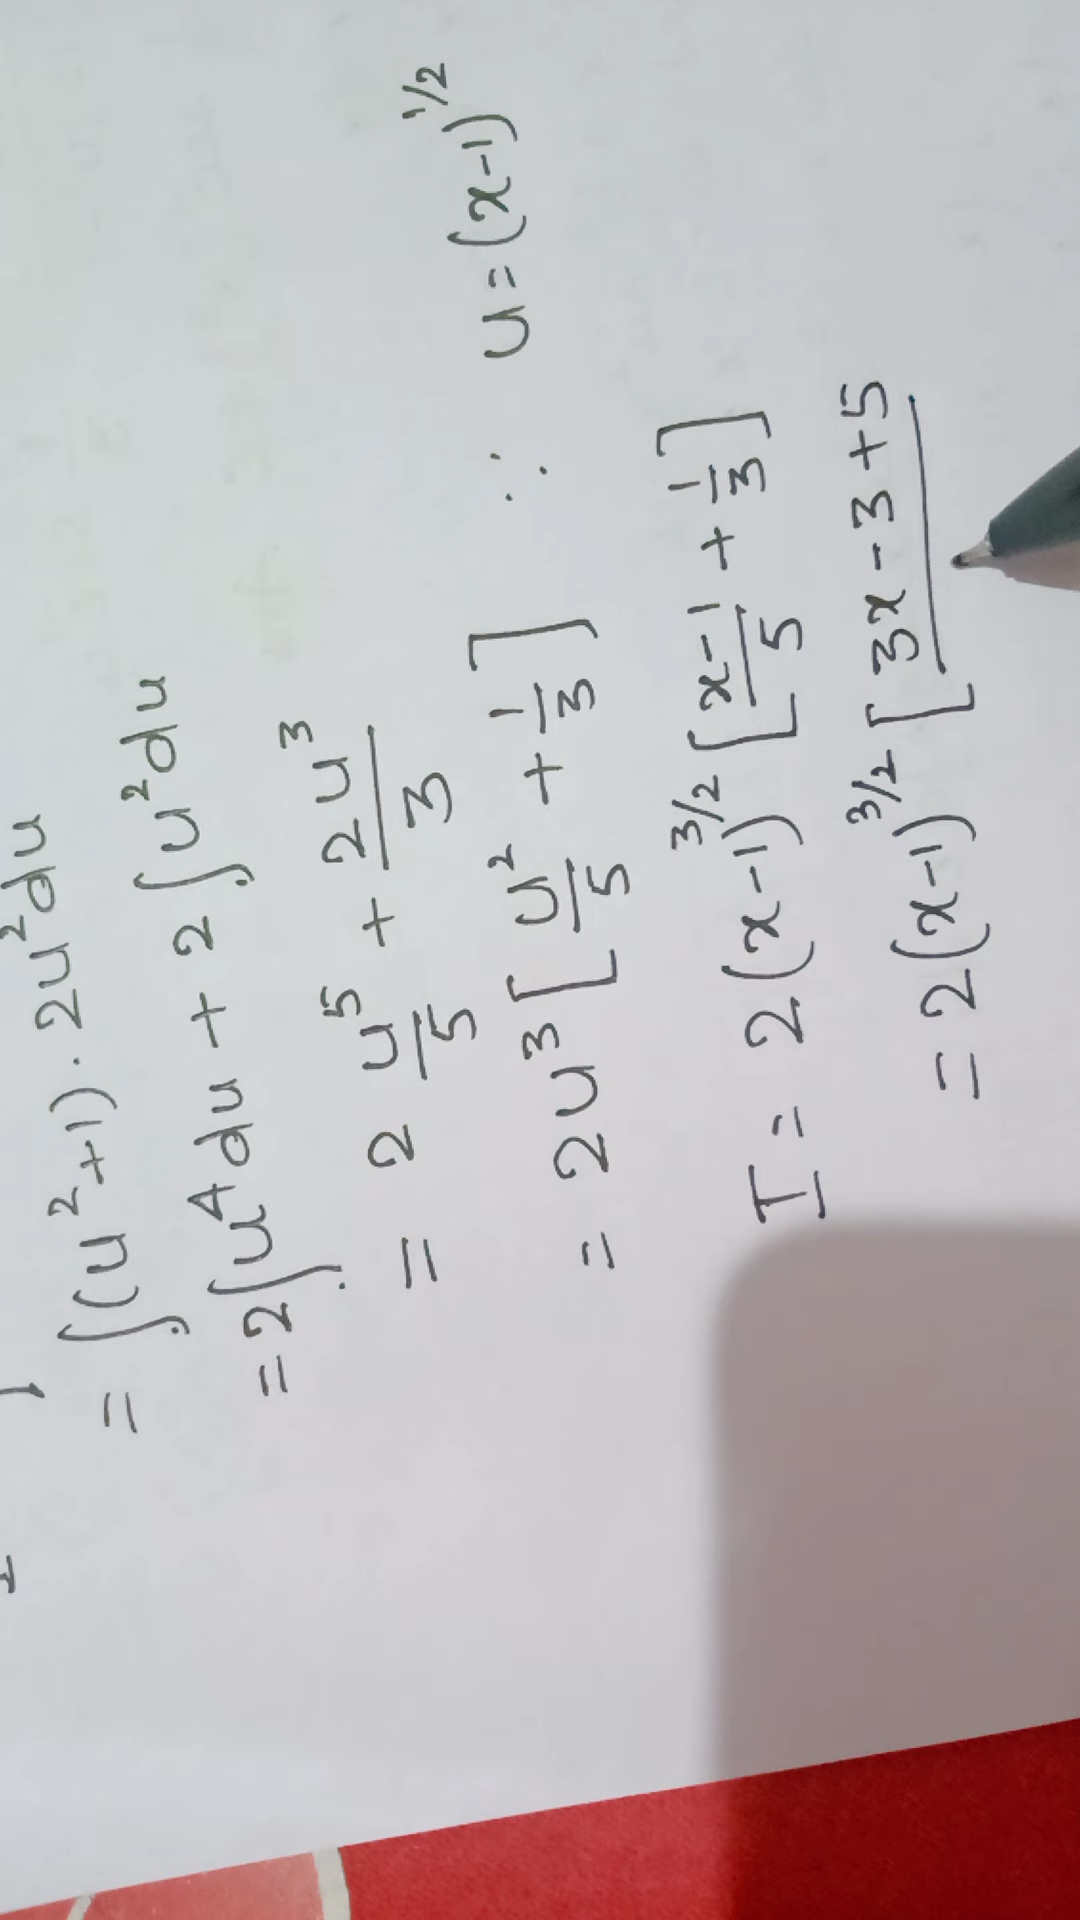 I
= ∫(u²+1)·2u²du
= 2∫u⁴du + 2∫u²du
= 2 u⁵/5 + 2u³/3
= 2u³[u²/5 + 1/3] ∴ u=(x-1)^1/2
I = 2(x-1)^3/2 [x-1/5 + 1/3]
= 2(x-1)^3/2 [3x-3+5